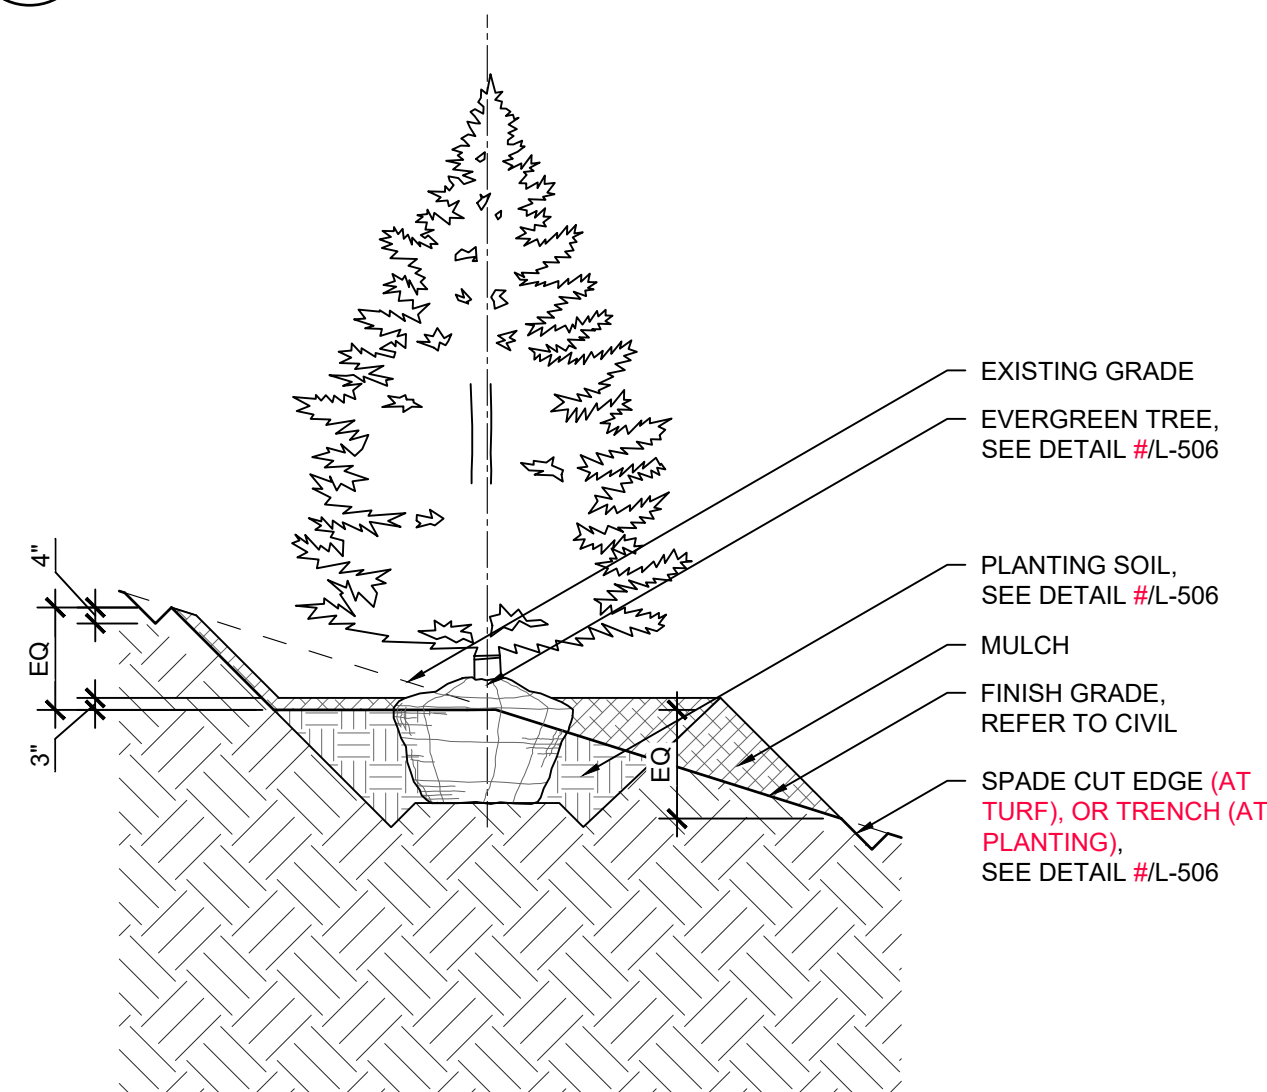 EXISTING GRADE
EVERGREEN TREE,
SEE DETAIL #/L-506
PLANTING SOIL,
SEE DETAIL #/L-506
MULCH
FINISH GRADE,
REFER TO CIVIL
SPADE CUT EDGE (AT
TURF), OR TRENCH (AT
PLANTING),
SEE DETAIL #/L-506
4"
EQ
3"
EQ